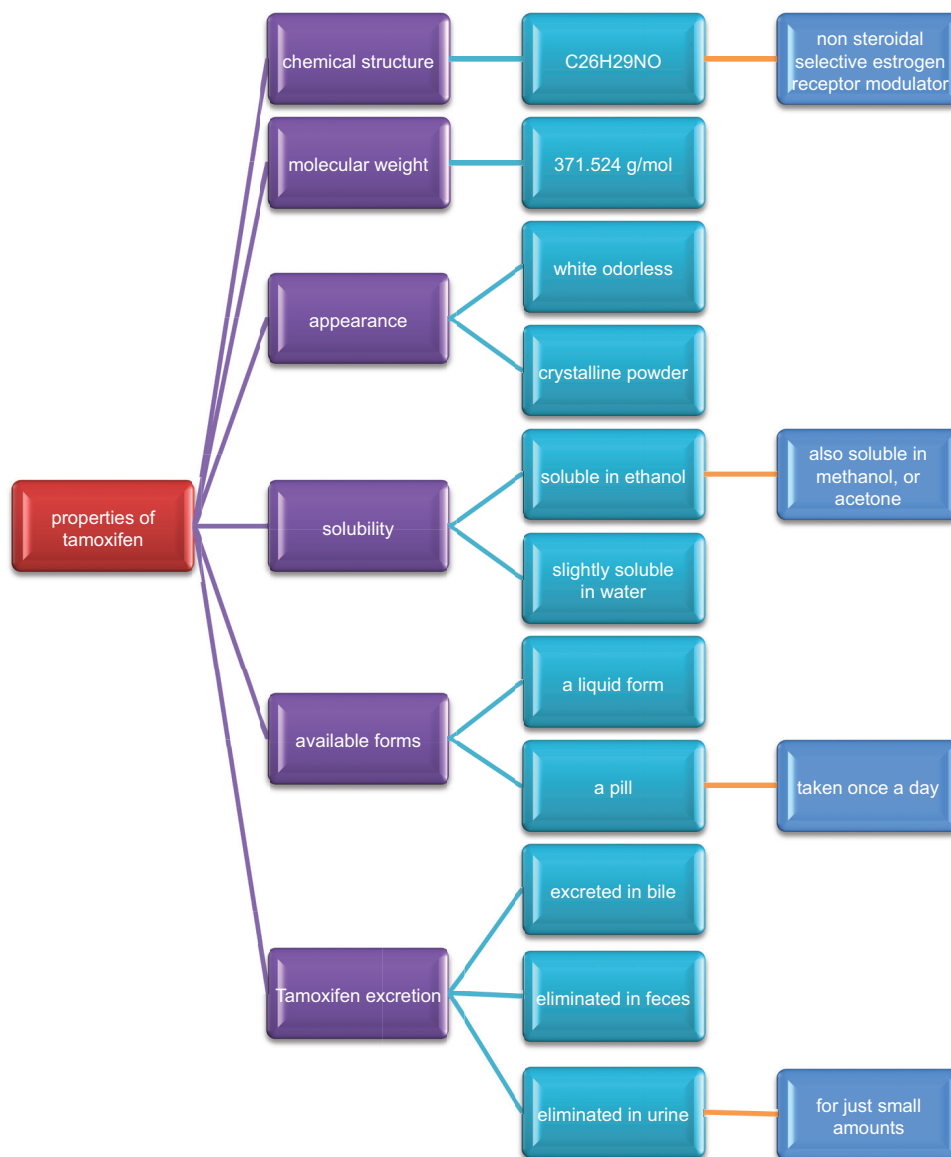 chemical structure
C26H29NO
non steroidal
selective estrogen
receptor modulator
molecular weight
371.524 g/mol
appearance
white odorless
crystalline powder
properties of
tamoxifen
solubility
soluble in ethanol
also soluble in
methanol, or
acetone
slightly soluble
in water
available forms
a liquid form
a pill
taken once a day
Tamoxifen excretion
excreted in bile
eliminated in feces
eliminated in urine
for just small
amounts